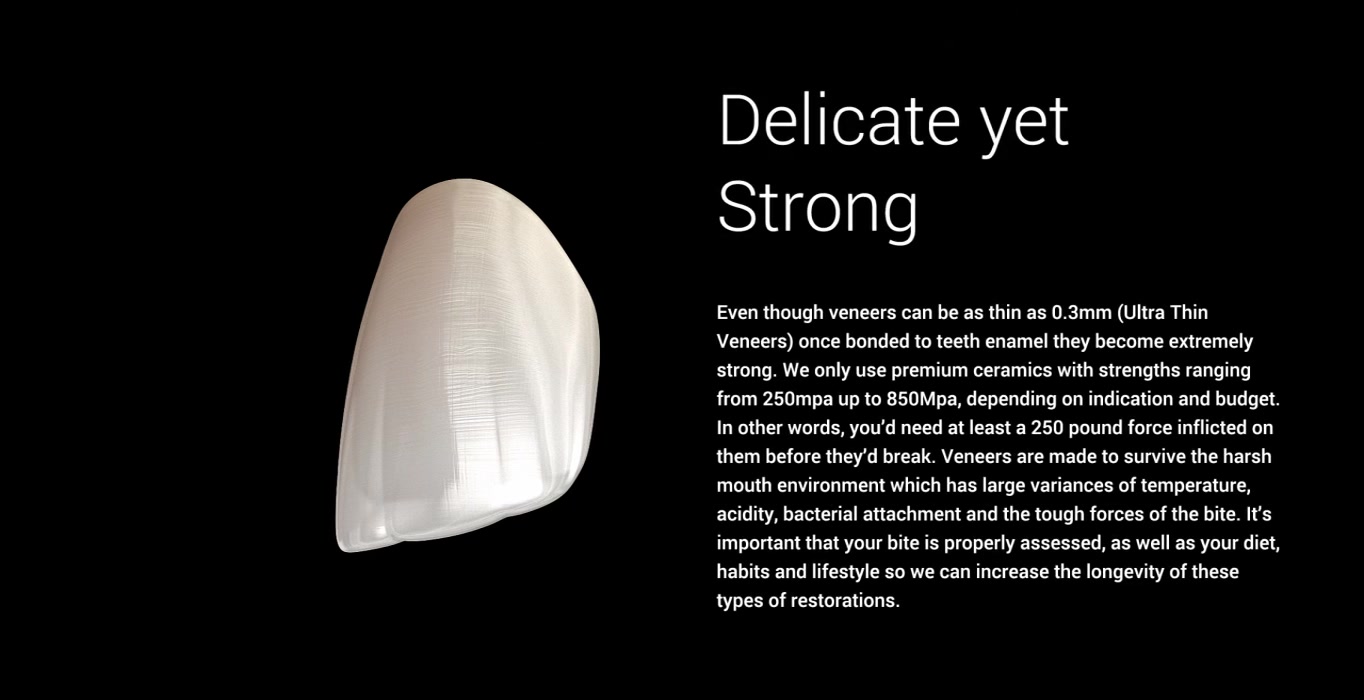 Delicate yet
Strong
Even though veneers can be as thin as 0.3mm (Ultra Thin
Veneers) once bonded to teeth enamel they become extremely
strong. We only use premium ceramics with strengths ranging
from 250mpa up to 850Mpa, depending on indication and budget.
In other words, you’d need at least a 250 pound force inflicted on
them before they’d break. Veneers are made to survive the harsh
mouth environment which has large variances of temperature,
acidity, bacterial attachment and the tough forces of the bite. It’s
important that your bite is properly assessed, as well as your diet,
habits and lifestyle so we can increase the longevity of these
types of restorations.